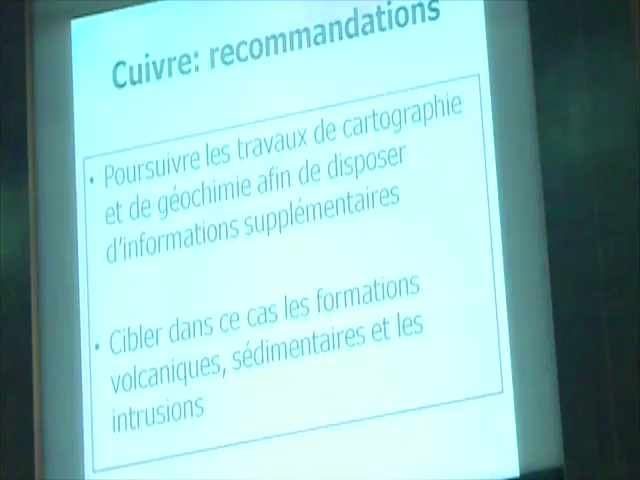 Cuivre: recommandations
• Poursuivre les travaux de cartographie
et de géochimie afin de disposer
d'informations supplémentaires
• Cibler dans ce cas les formations
volcaniques, sédimentaires et les
intrusions